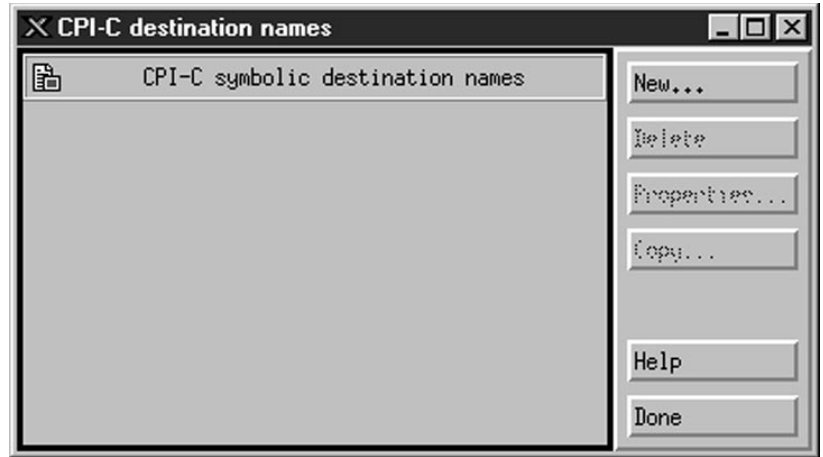 CPI-C destination names
CPI-C symbolic destination names
New...
Delete
Properties...
Copy...
Help
Done